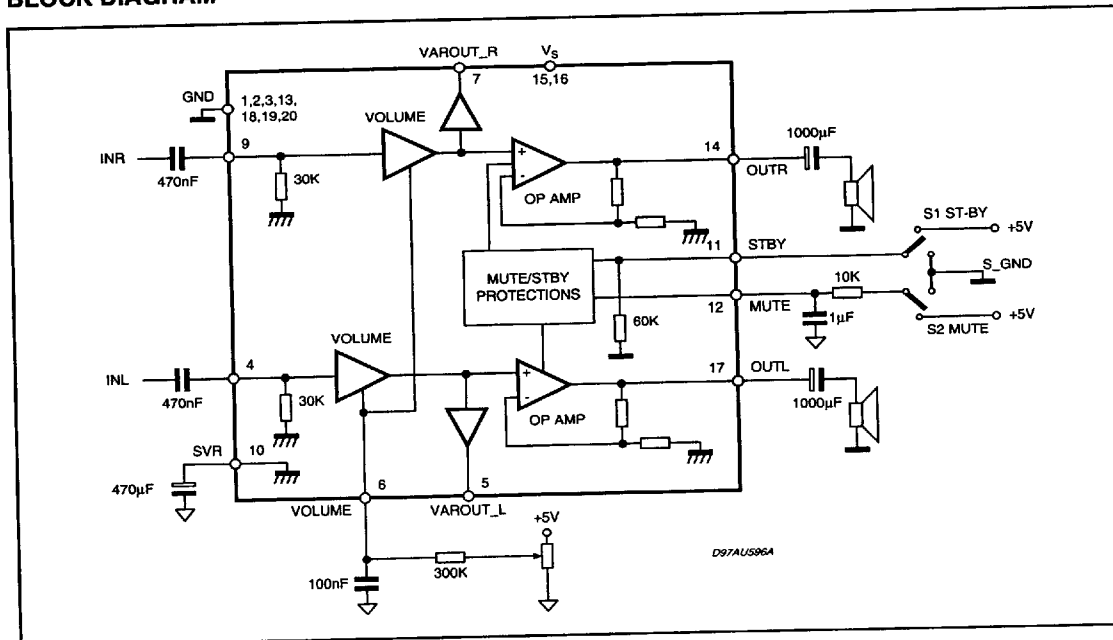 BLOCK DIAGRAM
VAROUT_R
VS
7
15,16
GND
1,2,3,13,
18,19,20
VOLUME
1000µF
INR
9
470nF
30K
+
-
OP AMP
14
OUTR
S1 ST-BY
+5V
11
STBY
MUTE/STBY
PROTECTIONS
S_GND
10K
12
MUTE
60K
1µF
S2 MUTE
+5V
VOLUME
INL
4
470nF
30K
+
-
OP AMP
17
OUTL
1000µF
SVR
10
470µF
6
5
VOLUME
VAROUT_L
+5V
300K
100nF
D97AU596A